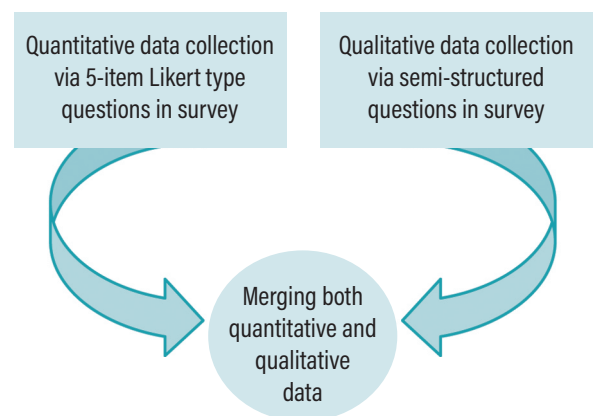 Quantitative data collection
via 5-item Likert type
questions in survey
Qualitative data collection
via semi-structured
questions in survey
Merging both
quantitative and
qualitative
data